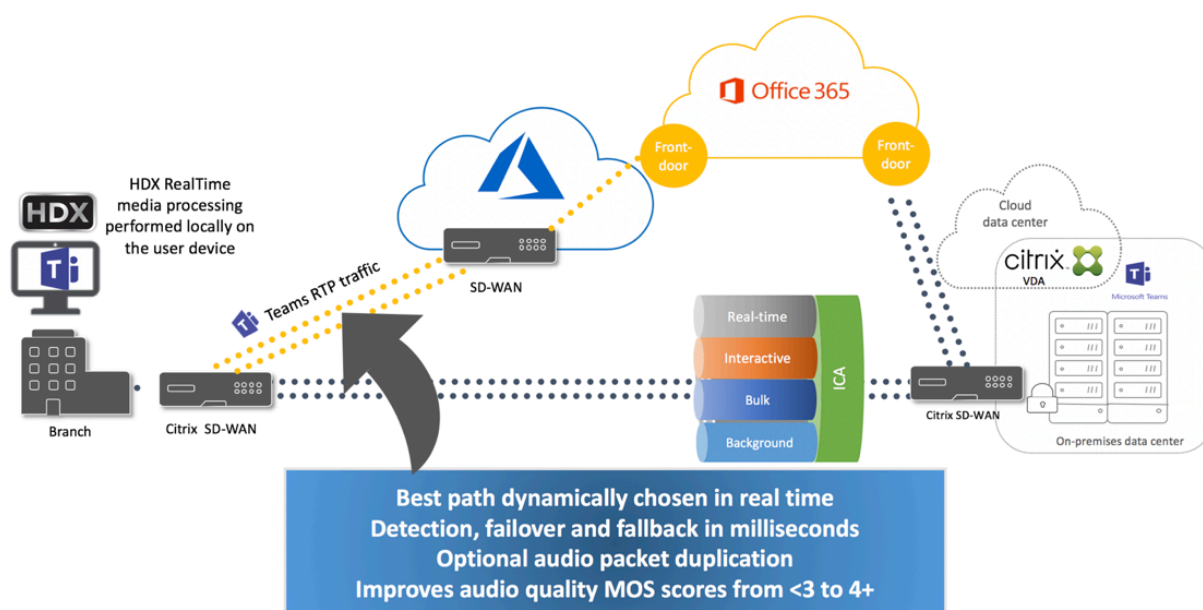 Office 365
Front-
door
Front-
door
HDX
HDX RealTime
media processing
performed locally on
the user device
Cloud
data center
citrix
VDA
Microsoft Teams
SD-WAN
Teams RTP traffic
Real-time
Interactive
Bulk
Background
ICA
Branch
Citrix SD-WAN
Citrix SD-WAN
On-premises data center
Best path dynamically chosen in real time
Detection, failover and fallback in milliseconds
Optional audio packet duplication
Improves audio quality MOS scores from <3 to 4+